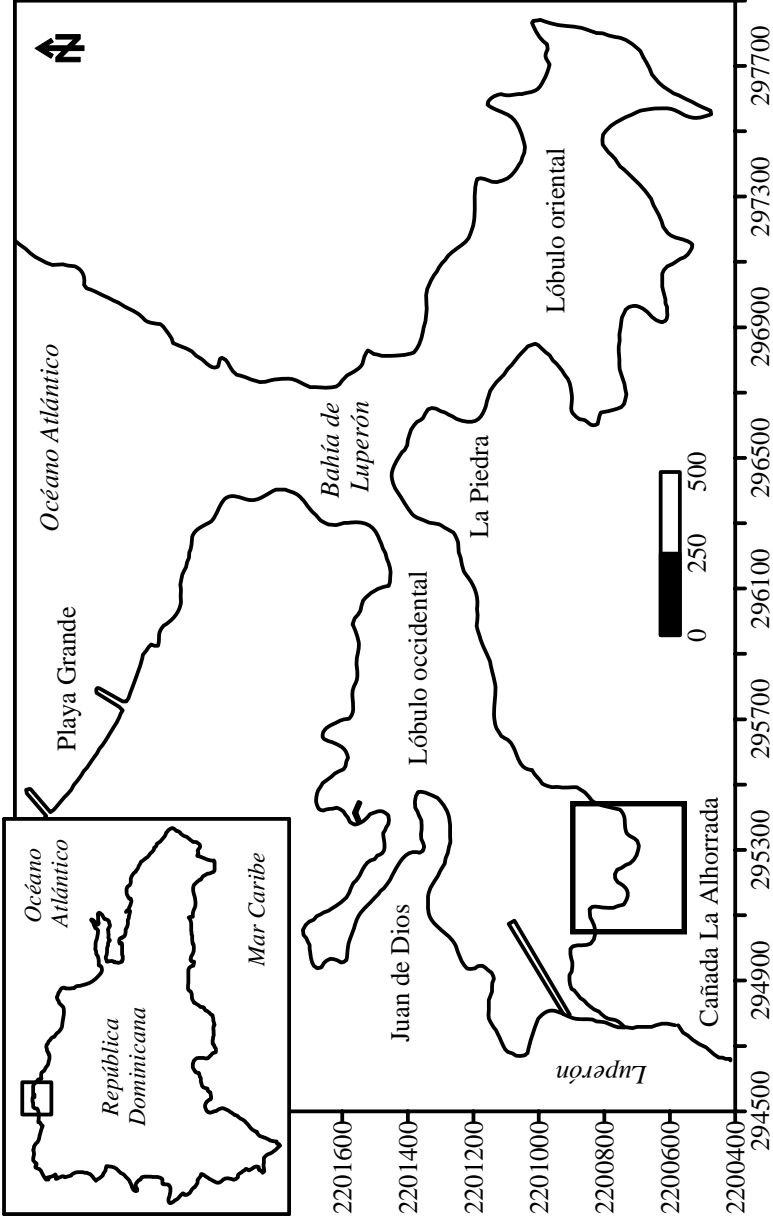 Océano
Atlántico
República
Dominicana
Mar Caribe
Playa Grande
Océano Atlántico
N
Bahía de
Luperón
Lóbulo occidental
La Piedra
Lóbulo oriental
Juan de Dios
Luperón
Cañada La Alhorrada
0 250 500
2201600
2201400
2201200
2201000
2200800
2200600
2200400
294500 294900 295300 295700 296100 296500 296900 297300 297700